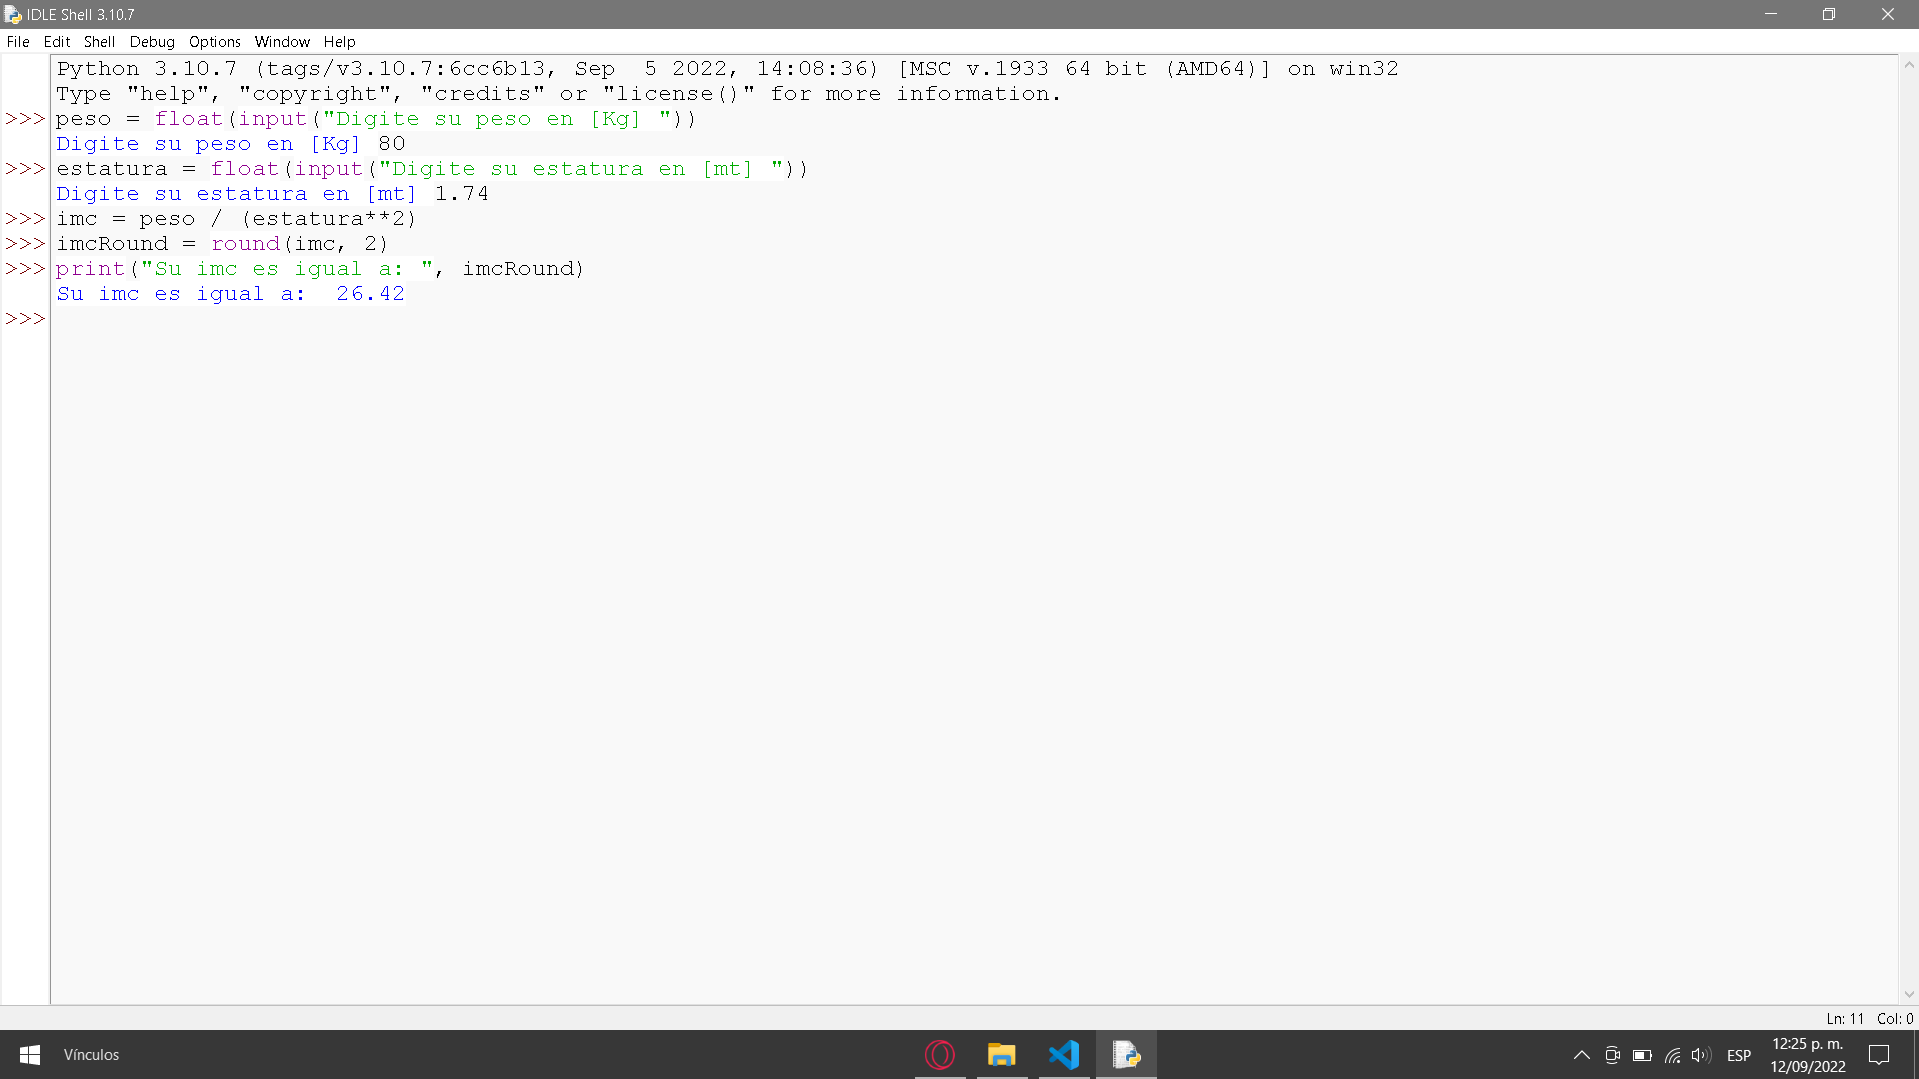 IDLE Shell 3.10.7
File Edit Shell Debug Options Window Help
Python 3.10.7 (tags/v3.10.7:6cc6b13, Sep  5 2022, 14:08:36) [MSC v.1933 64 bit (AMD64)] on win32
Type "help", "copyright", "credits" or "license()" for more information.
>>> peso = float(input("Digite su peso en [Kg] "))
Digite su peso en [Kg] 80
>>> estatura = float(input("Digite su estatura en [mt] "))
Digite su estatura en [mt] 1.74
>>> imc = peso / (estatura**2)
>>> imcRound = round(imc, 2)
>>> print("Su imc es igual a: ", imcRound)
Su imc es igual a:  26.42
>>>
Ln: 11 Col: 0
Vínculos
ESP
12:25 p. m.
12/09/2022